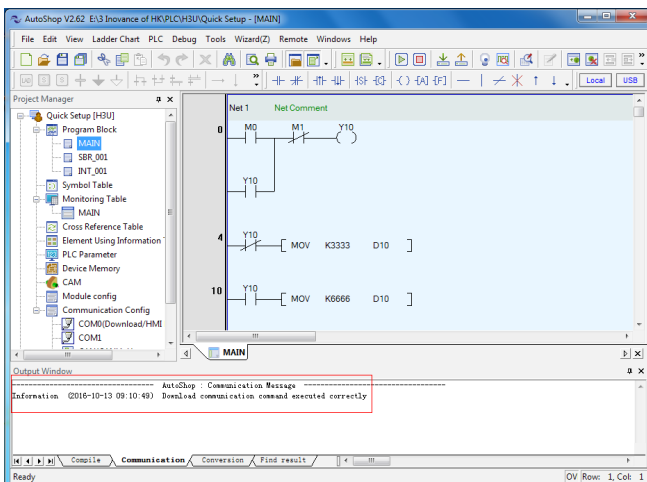 AutoShop V2.62 E:\3 Inovance of HK\PLC\H3U\Quick Setup - [MAIN]
File Edit View Ladder Chart PLC Debug Tools Wizard(Z) Remote Windows Help
Local USB
Project Manager
Quick Setup [H3U]
Program Block
MAIN
SBR_001
INT_001
Symbol Table
Monitoring Table
MAIN
Cross Reference Table
Element Using Information
PLC Parameter
Device Memory
CAM
Module config
Communication Config
COM0(Download/HMI
COM1
Net 1 Net Comment
0 M0 M1 Y10
Y10
4 Y10 MOV K3333 D10
10 Y10 MOV K6666 D10
MAIN
Output Window
---------------------------------- AutoShop : Communication Message ----------------------------------
Information (2016-10-13 09:10:49) Download communication command executed correctly
Compile Communication Conversion Find result
Ready OV Row: 1, Col: 1